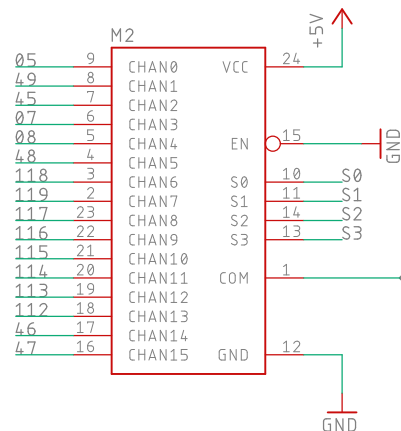 M2
+5V
05 9 CHAN0 VCC 24
49 8 CHAN1
45 7 CHAN2
07 6 CHAN3
08 5 CHAN4 EN 15 GND
48 4 CHAN5
118 3 CHAN6 S0 10 S0
119 2 CHAN7 S1 11 S1
117 23 CHAN8 S2 14 S2
116 22 CHAN9 S3 13 S3
115 21 CHAN10
114 20 CHAN11 COM 1
113 19 CHAN12
112 18 CHAN13
46 17 CHAN14
47 16 CHAN15 GND 12
GND